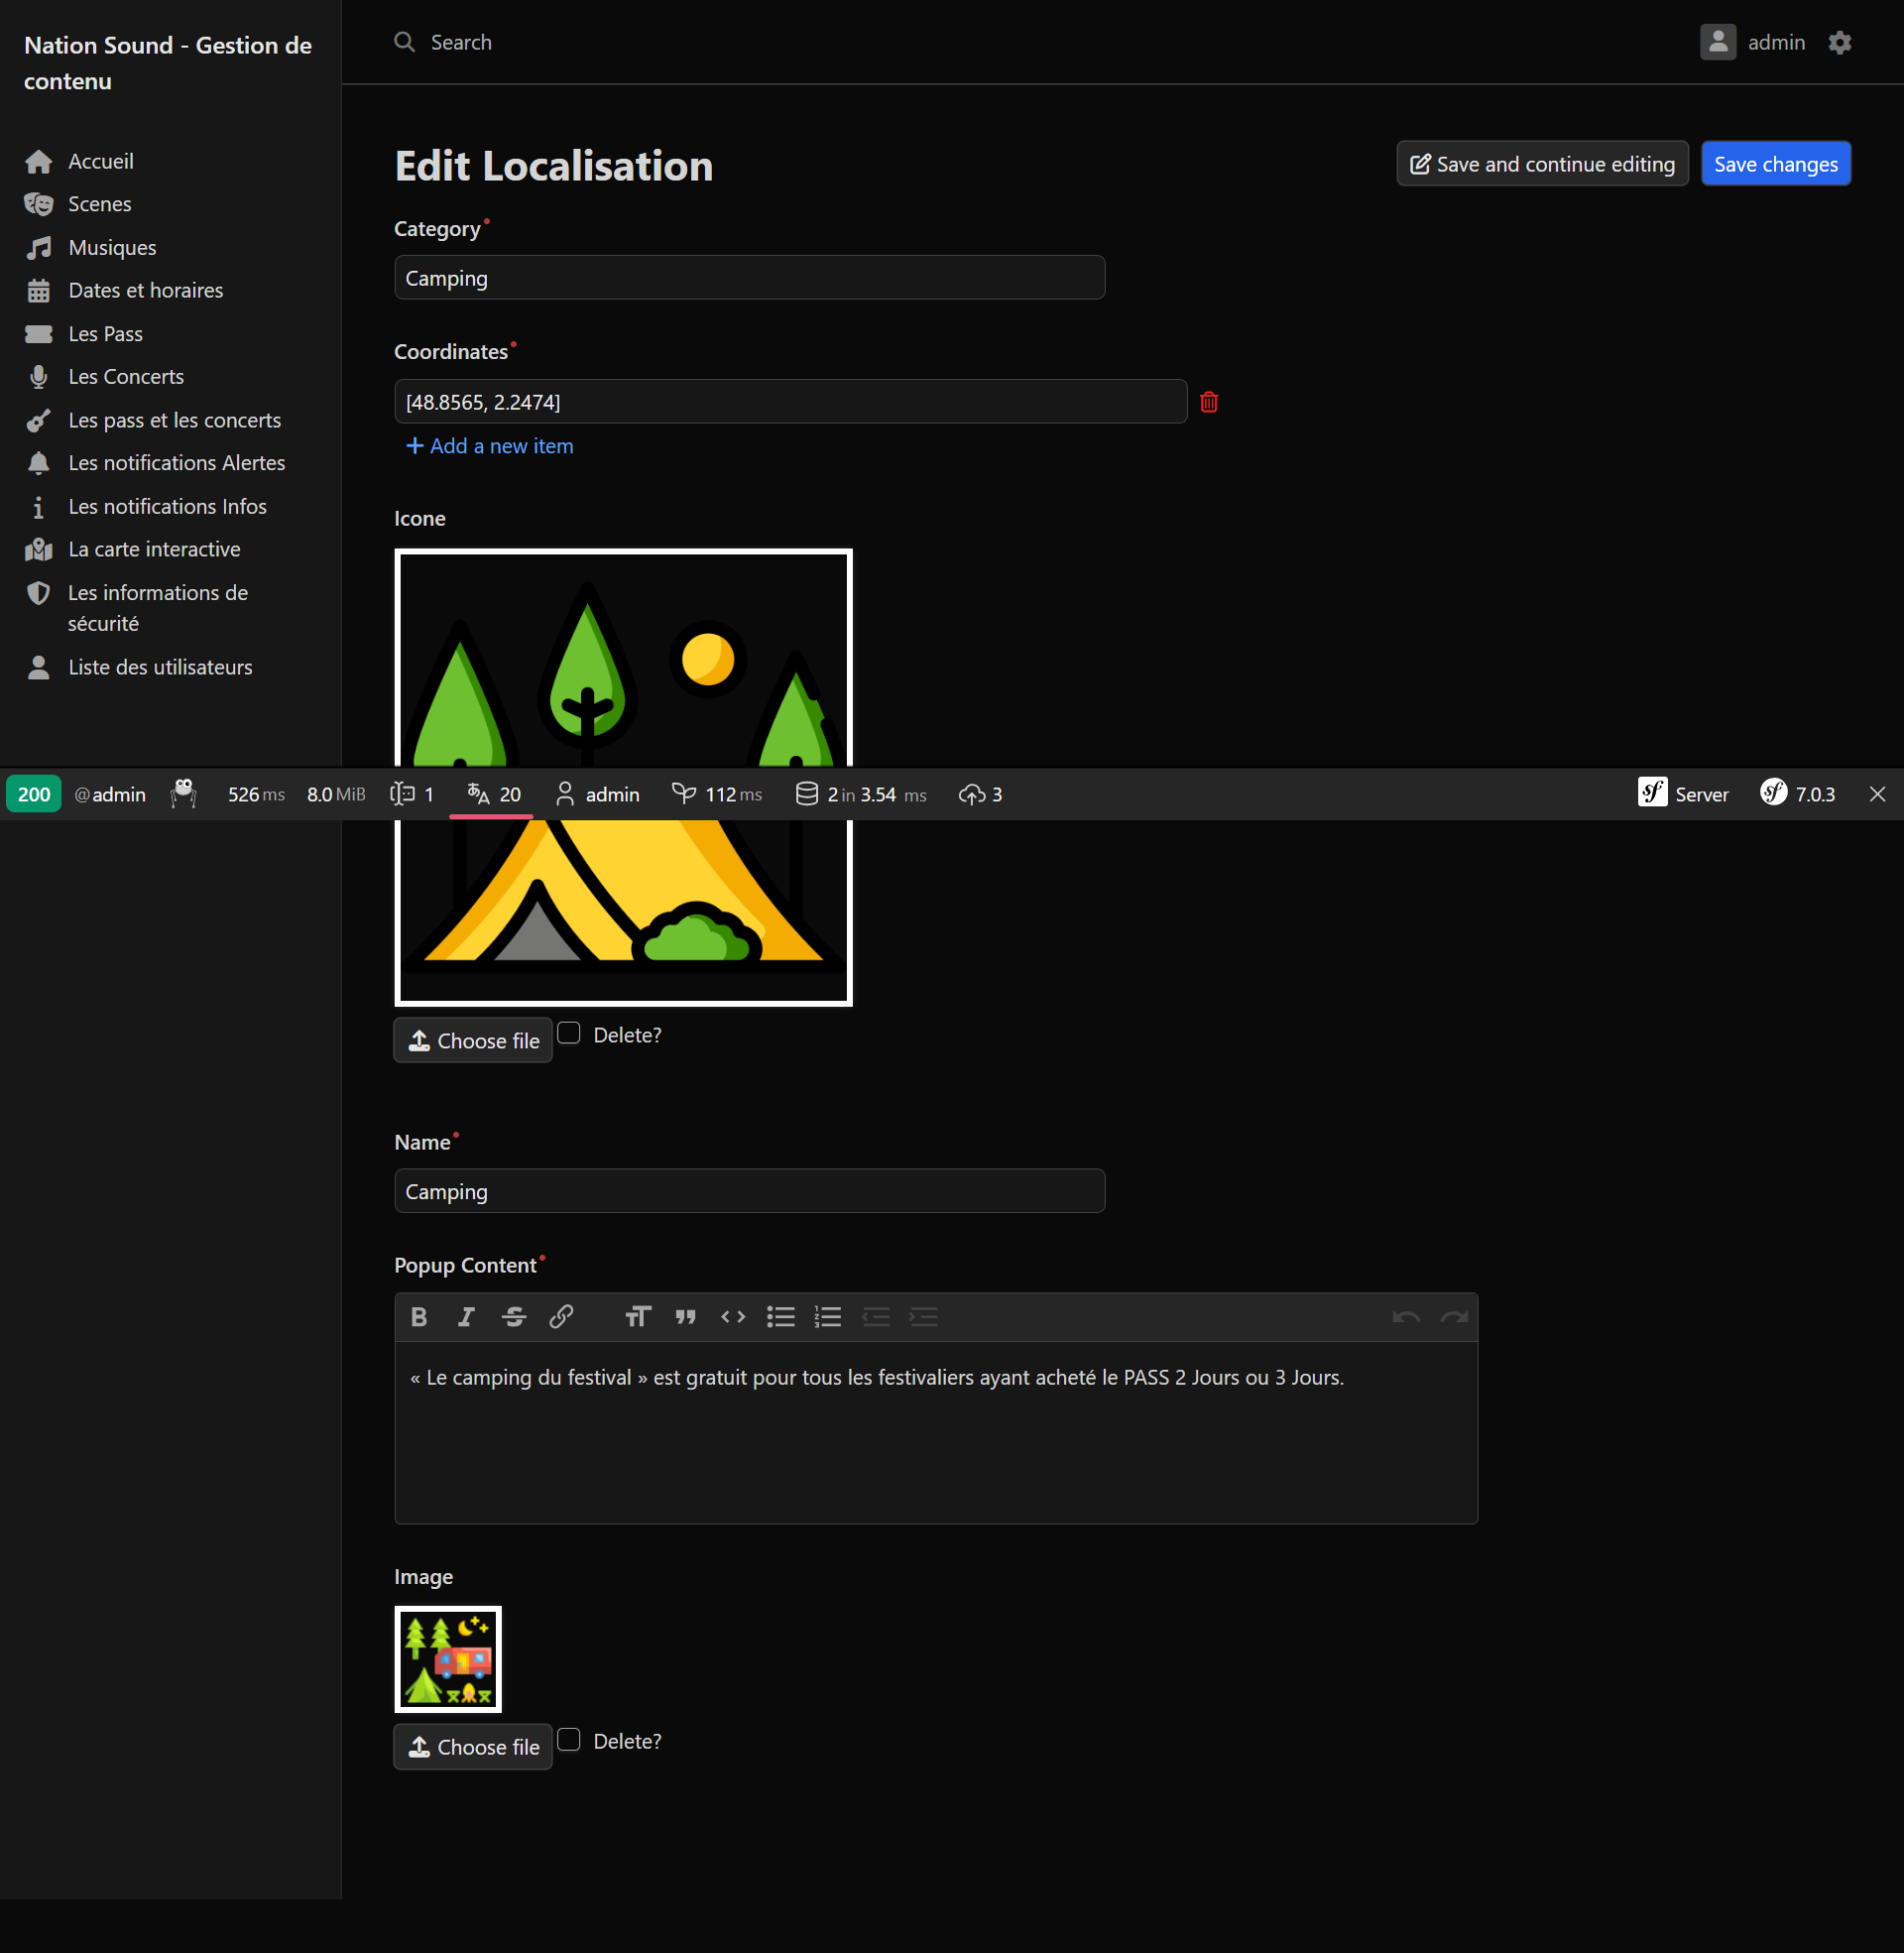 Nation Sound - Gestion de
contenu
Accueil
Scenes
Musiques
Dates et horaires
Les Pass
Les Concerts
Les pass et les concerts
Les notifications Alertes
Les notifications Infos
La carte interactive
Les informations de
sécurité
Liste des utilisateurs
Search
admin
Edit Localisation
Save and continue editing
Save changes
Category
Camping
Coordinates
[48.8565, 2.2474]
+ Add a new item
Icone
200 @admin 526 ms 8.0 MiB 1 20 admin 112 ms 2 in 3.54 ms 3 Server 7.0.3
Choose file Delete?
Name
Camping
Popup Content
« Le camping du festival » est gratuit pour tous les festivaliers ayant acheté le PASS 2 Jours ou 3 Jours.
Image
Choose file Delete?